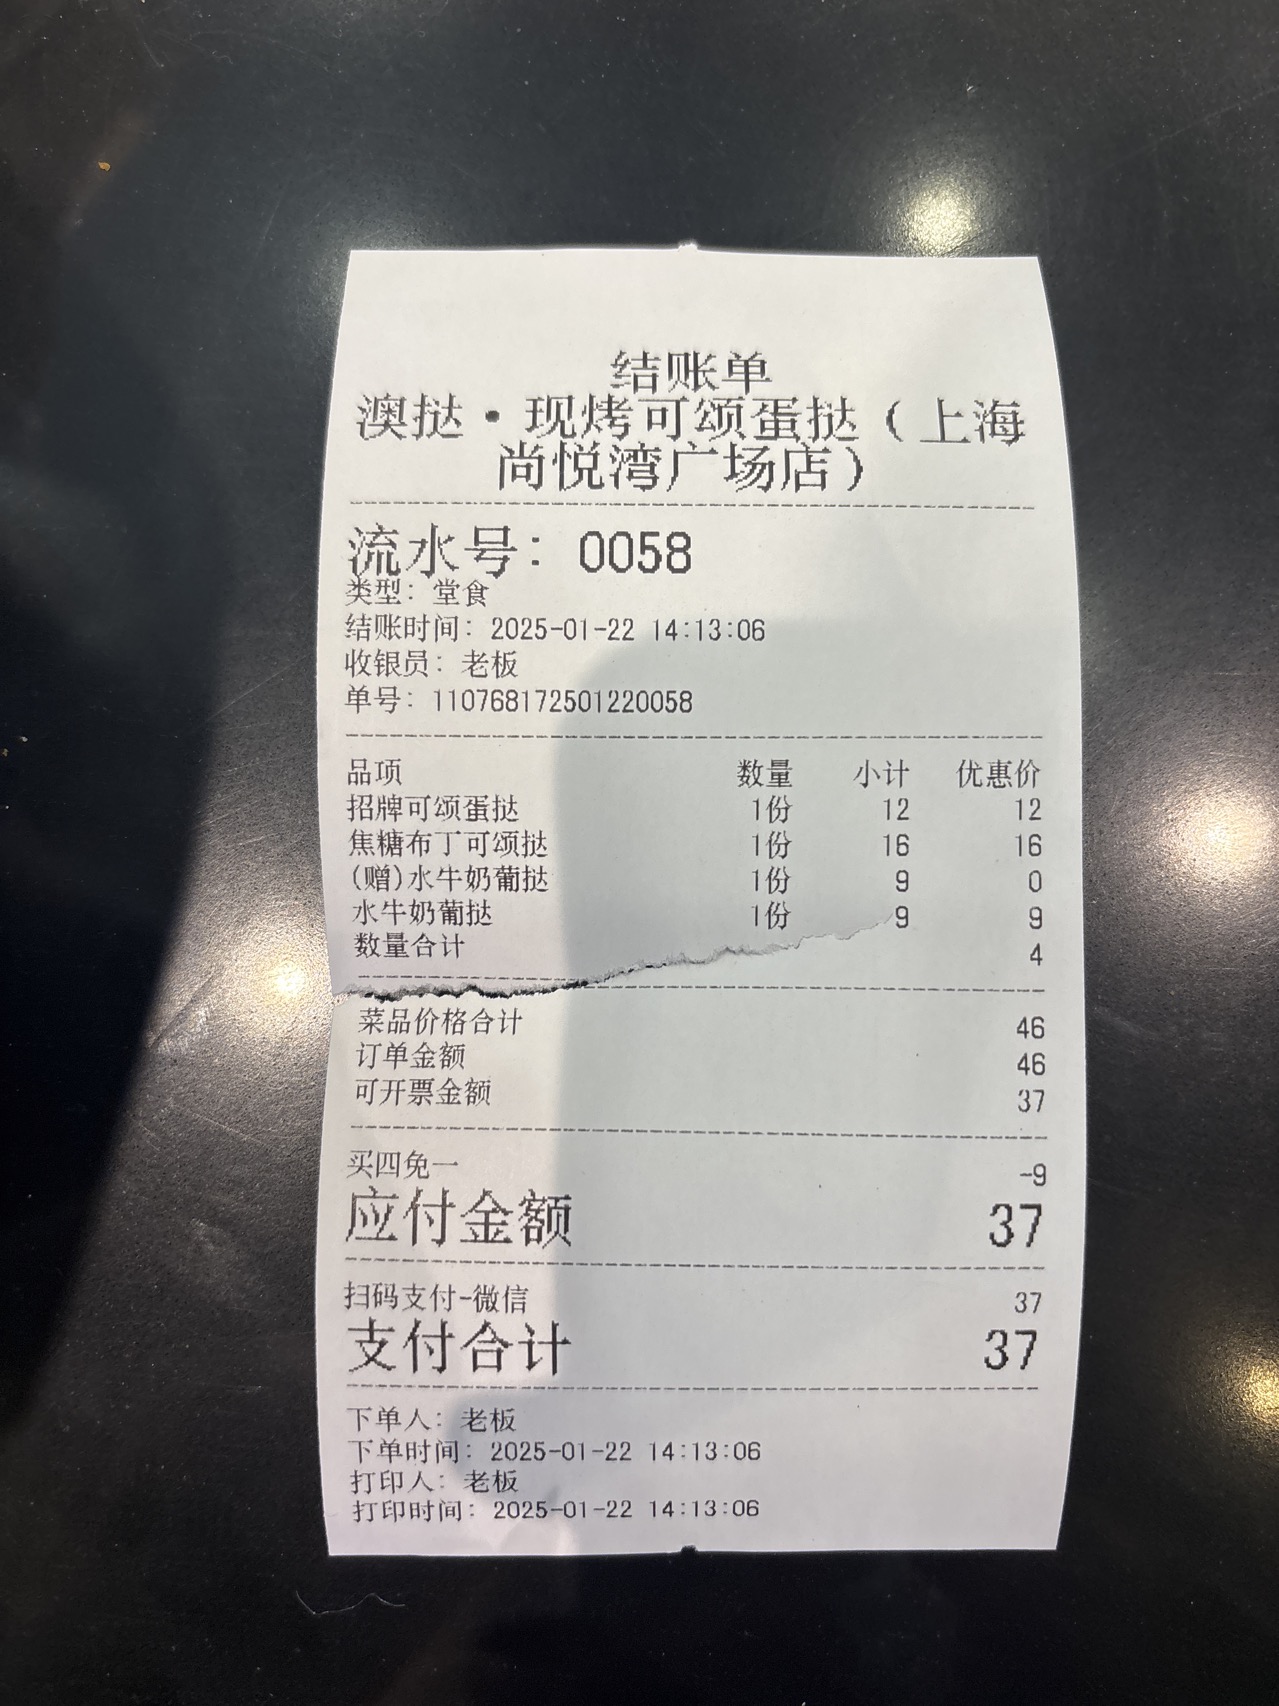 结账单
澳挞·现烤可颂蛋挞（上海
尚悦湾广场店）
流水号：0058
类型：堂食
结账时间：2025-01-22 14:13:06
收银员：老板
单号：110768172501220058
品项 数量 小计 优惠价
招牌可颂蛋挞 1份 12 12
焦糖布丁可颂挞 1份 16 16
(赠)水牛奶葡挞 1份 9 0
水牛奶葡挞 1份 9 9
数量合计 4
菜品价格合计 46
订单金额 46
可开票金额 37
买四免一 -9
应付金额 37
扫码支付-微信 37
支付合计 37
下单人：老板
下单时间：2025-01-22 14:13:06
打印人：老板
打印时间：2025-01-22 14:13:06